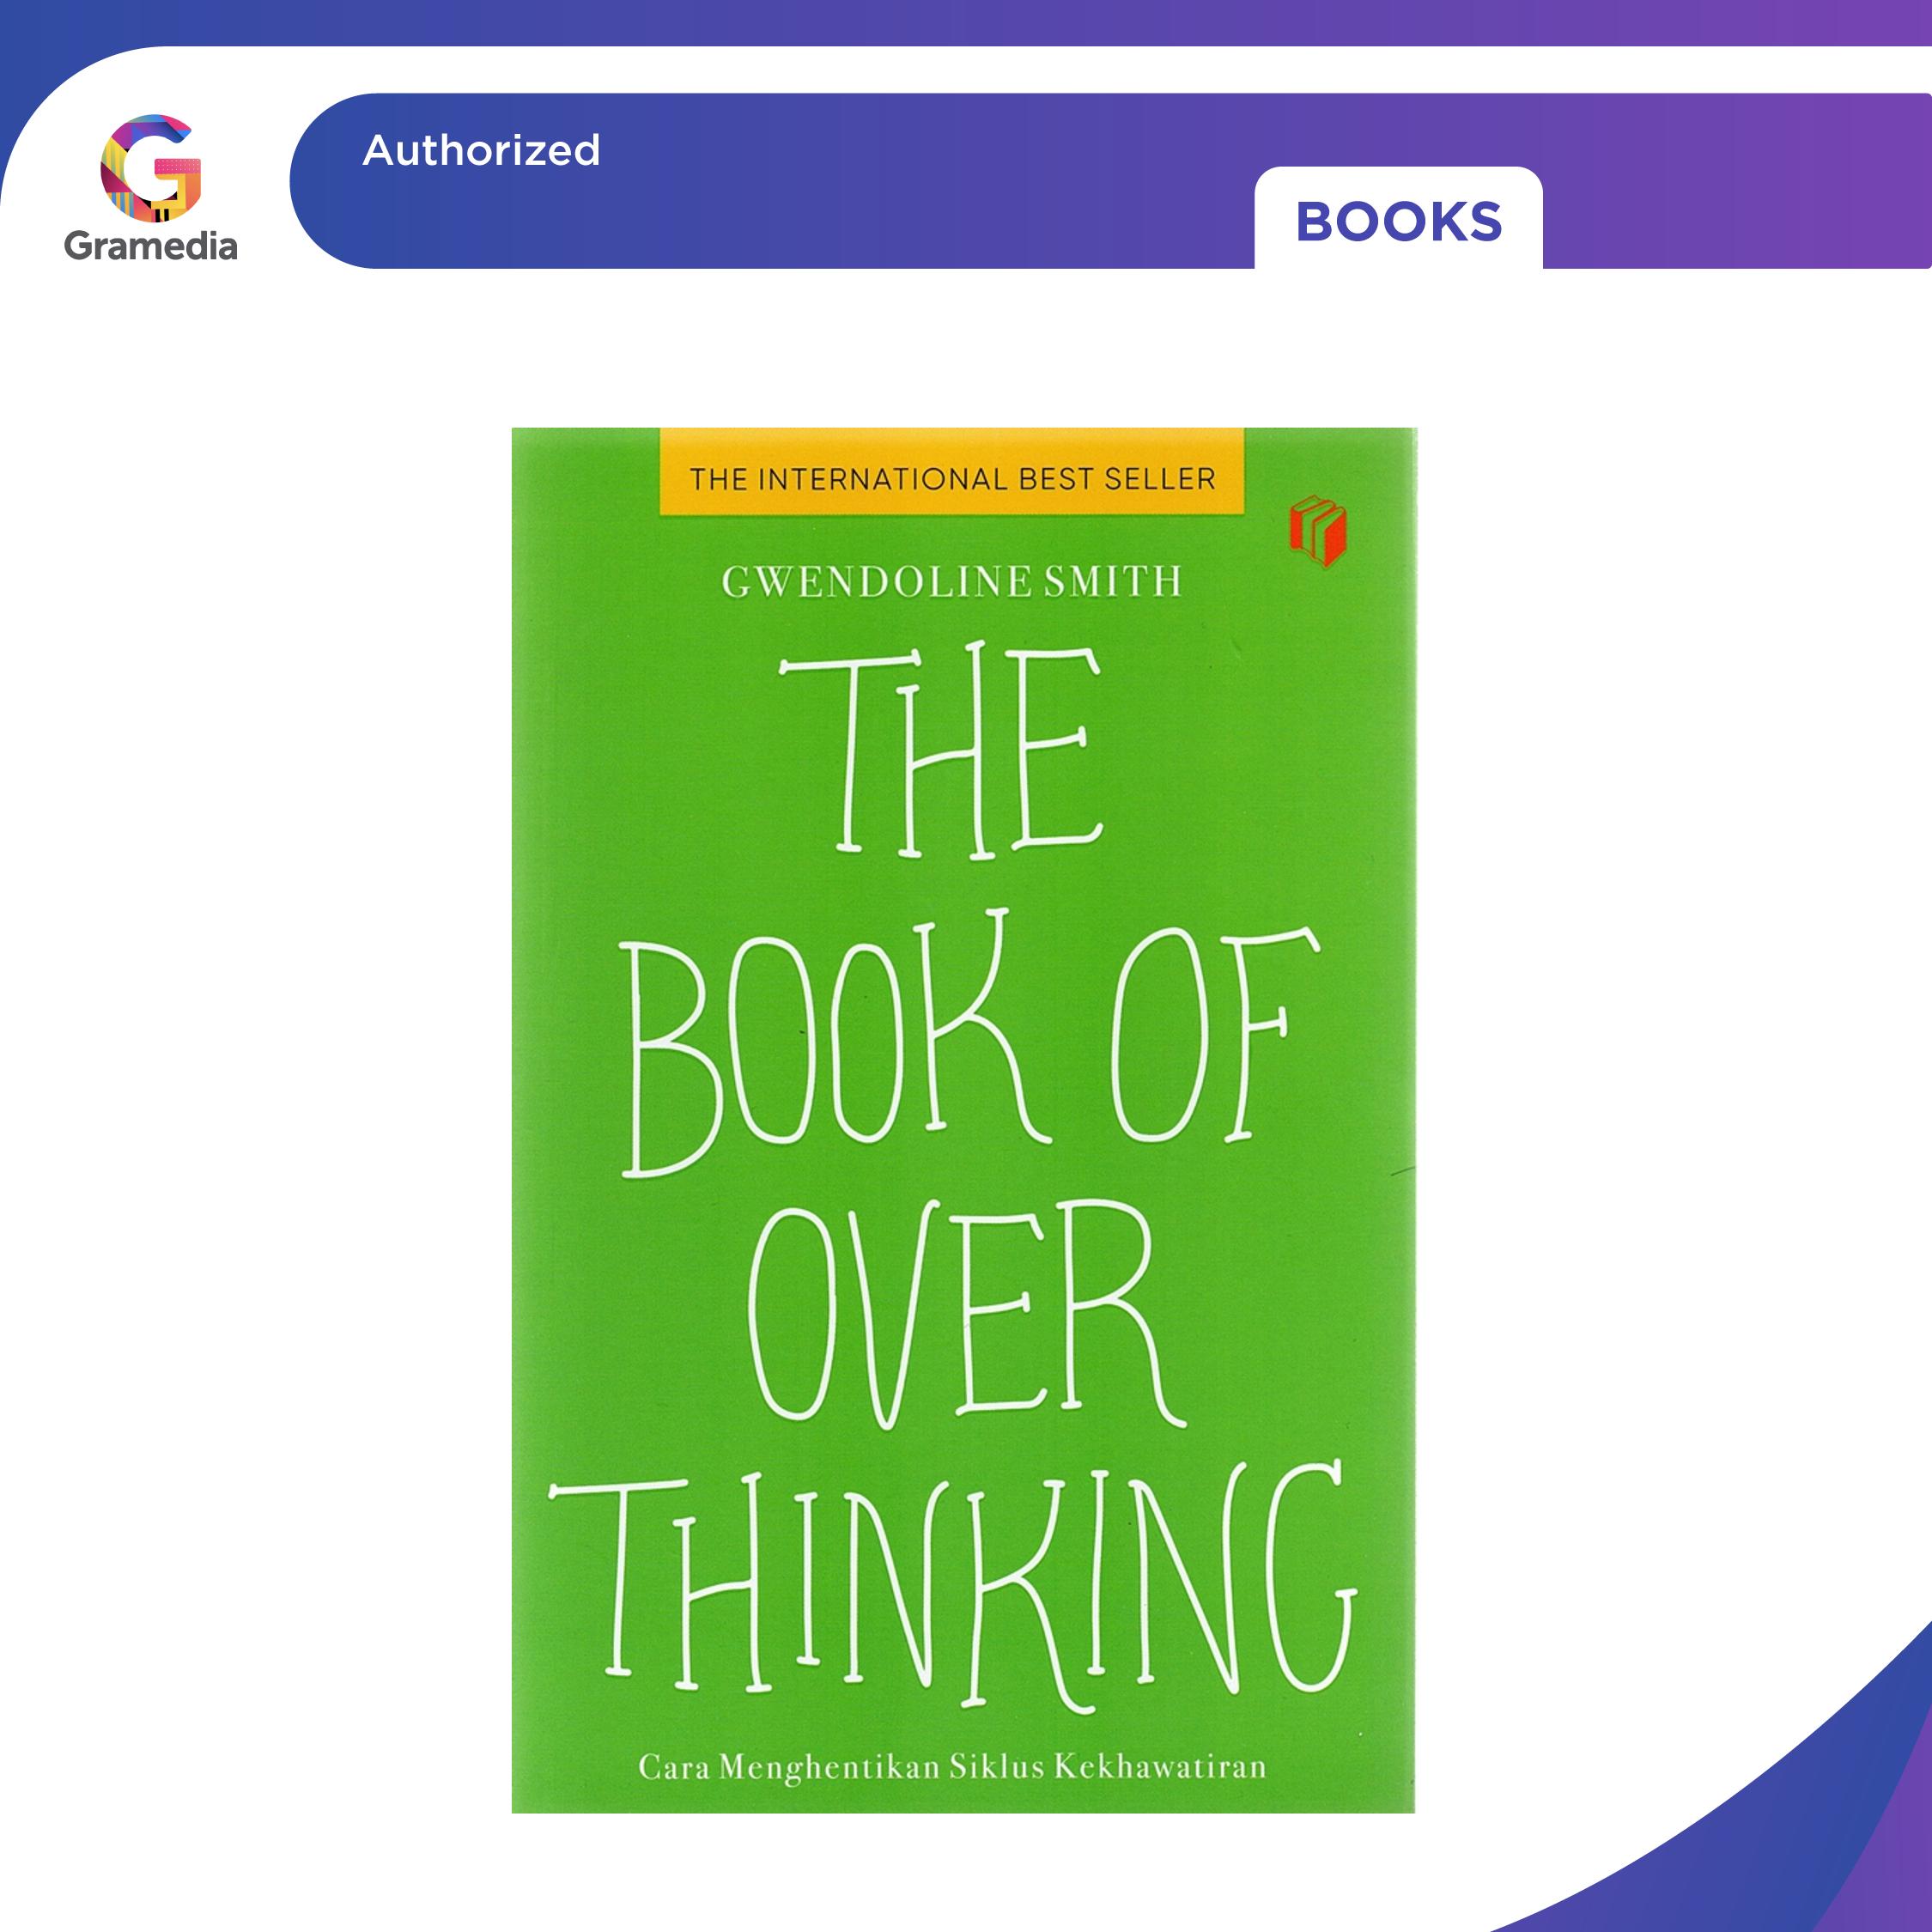 Gramedia
Authorized
BOOKS
THE INTERNATIONAL BEST SELLER
GWENDOLINE SMITH
THE
BOOK OF
OVER
THINKING
Cara Menghentikan Siklus Kekhawatiran